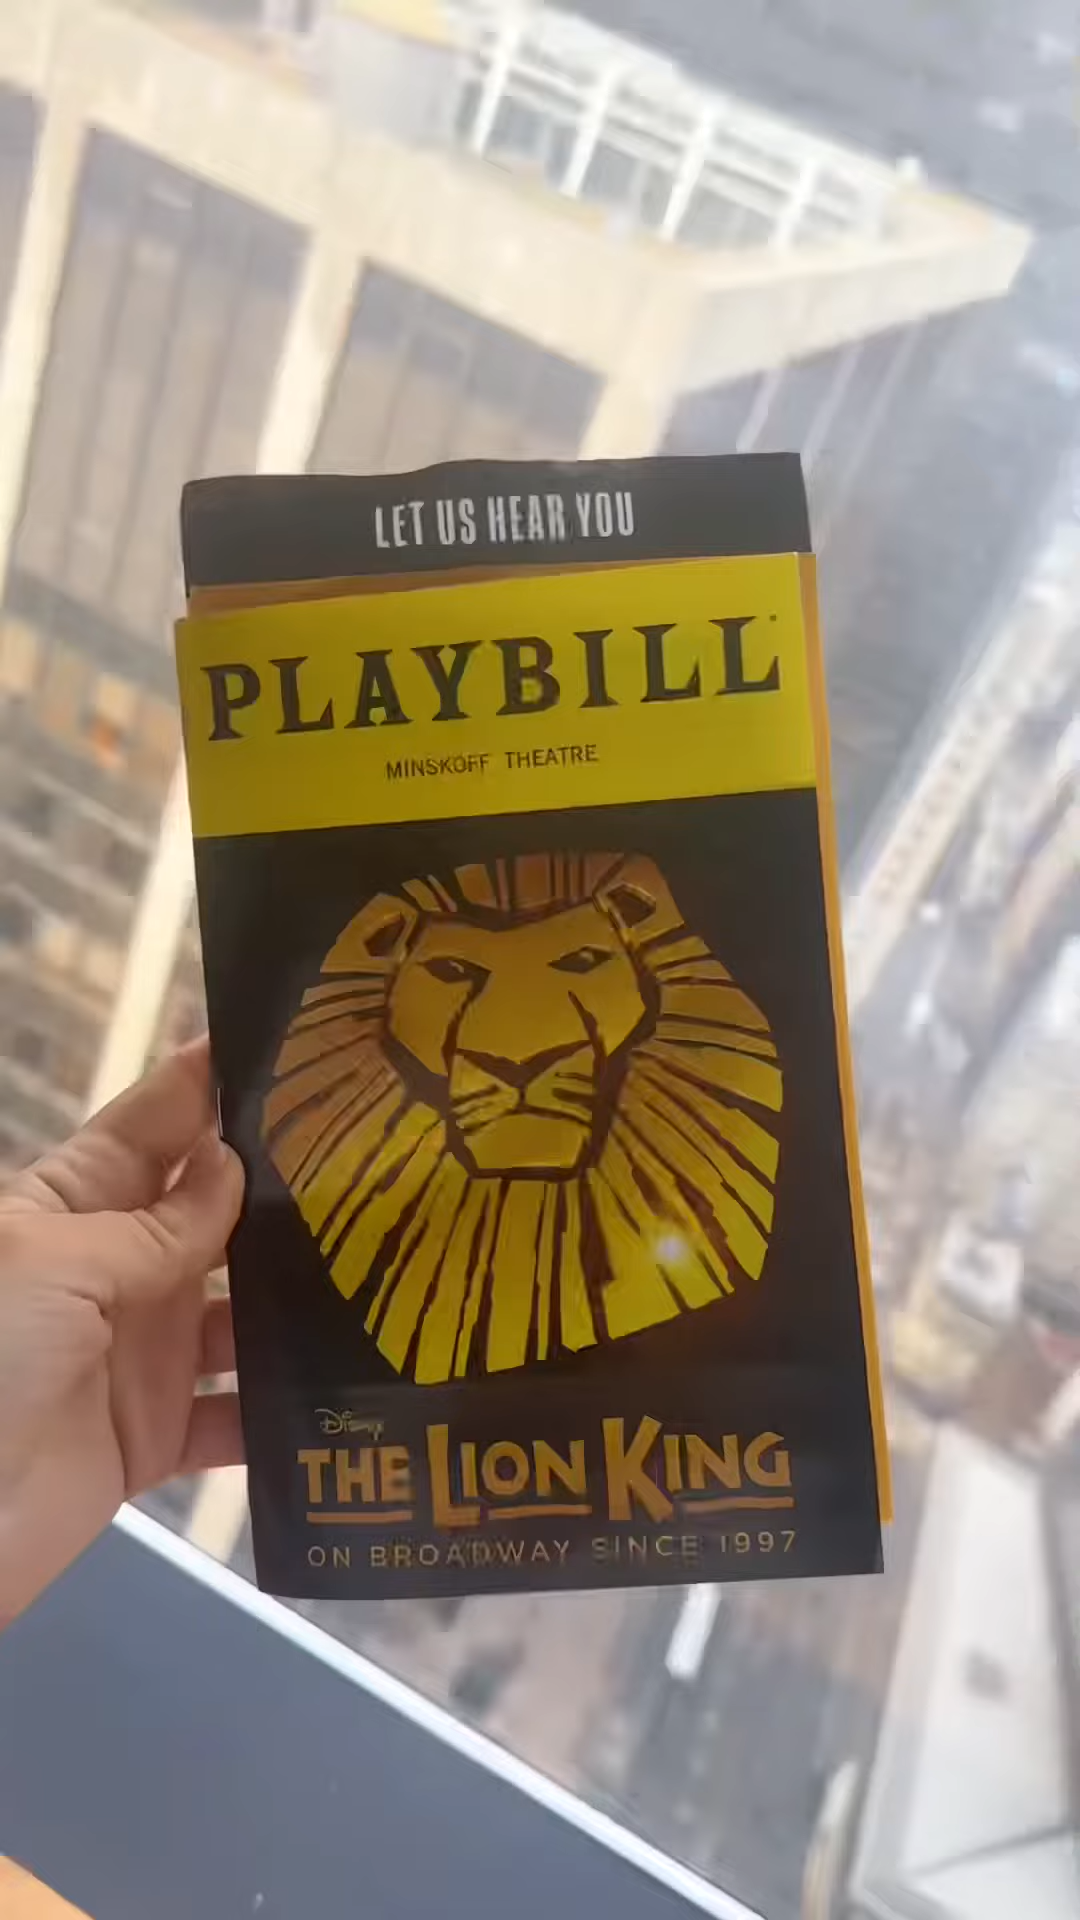 LET US HEAR YOU
PLAYBILL
MINSKOFF THEATRE
Disney
THE LION KING
ON BROADWAY SINCE 1997